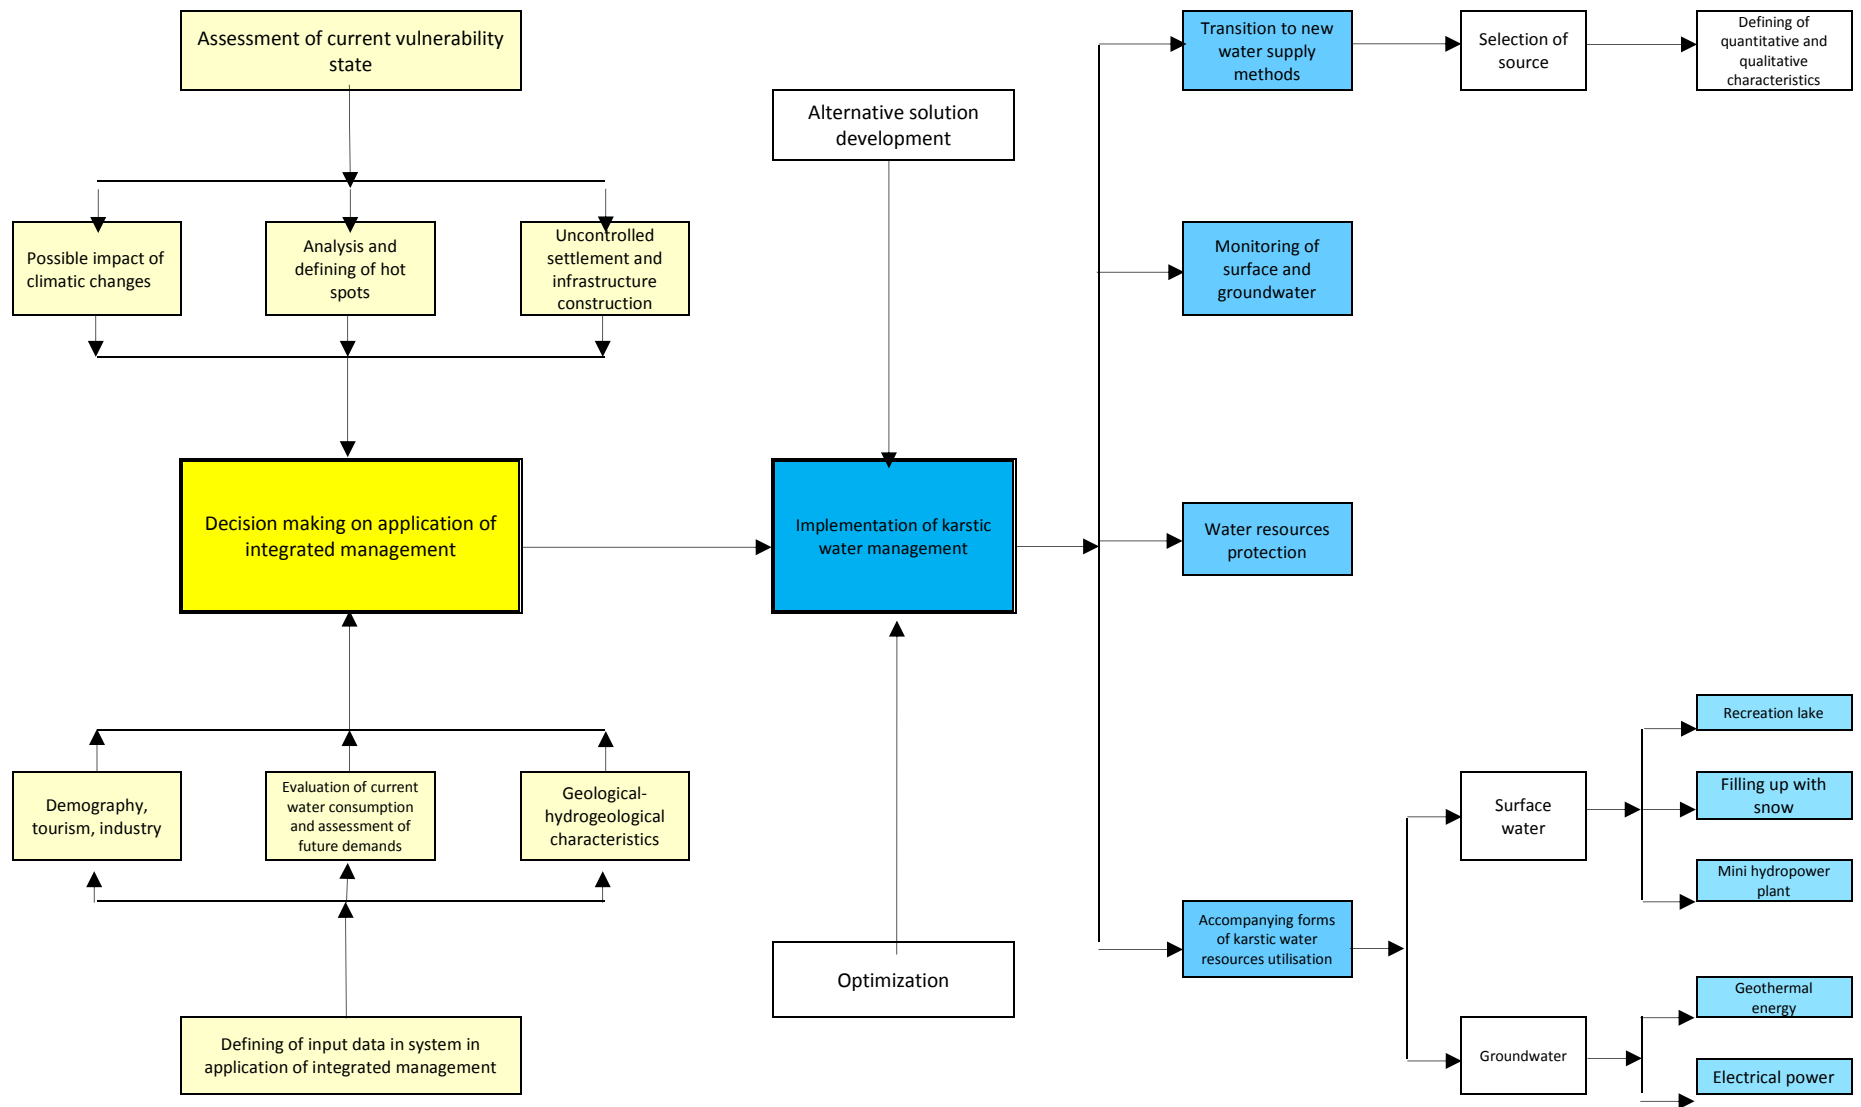 Assessment of current vulnerability
state
Transition to new
water supply
methods
Selection of
source
Defining of
quantitative and
qualitative
characteristics
Alternative solution
development
Possible impact of
climatic changes
Analysis and
defining of hot
spots
Uncontrolled
settlement and
infrastructure
construction
Monitoring of
surface and
groundwater
Decision making on application of
integrated management
Implementation of karstic
water management
Water resources
protection
Demography,
tourism, industry
Evaluation of current
water consumption
and assessment of
future demands
Geological-
hydrogeological
characteristics
Surface
water
Recreation lake
Filling up with
snow
Mini hydropower
plant
Optimization
Accompanying forms
of karstic water
resources utilisation
Defining of input data in system in
application of integrated management
Groundwater
Geothermal
energy
Electrical power